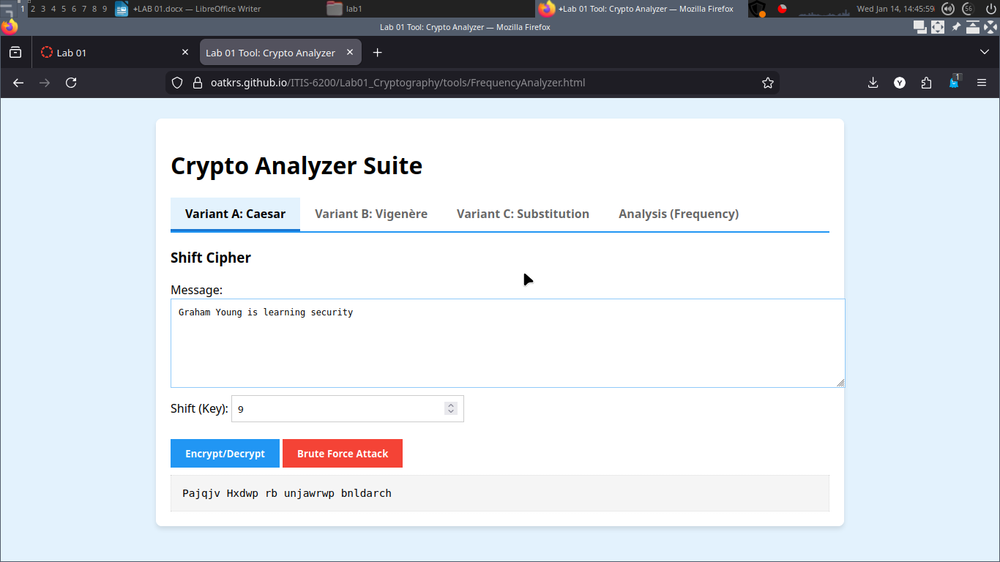 1 2 3 4 5 6 7 8 9 +LAB 01.docx — LibreOffice Writer lab1 +Lab 01 Tool: Crypto Analyzer — Mozilla Firefox Wed Jan 14, 14:45:59 56
Lab 01 Tool: Crypto Analyzer — Mozilla Firefox
Lab 01 Lab 01 Tool: Crypto Analyzer
oatkrs.github.io/ITIS-6200/Lab01_Cryptography/tools/FrequencyAnalyzer.html Y 1
Crypto Analyzer Suite
Variant A: Caesar Variant B: Vigenère Variant C: Substitution Analysis (Frequency)
Shift Cipher
Message:
Graham Young is learning security
Shift (Key): 9
Encrypt/Decrypt Brute Force Attack
Pajqjv Hxdwp rb unjawrwp bnldarch